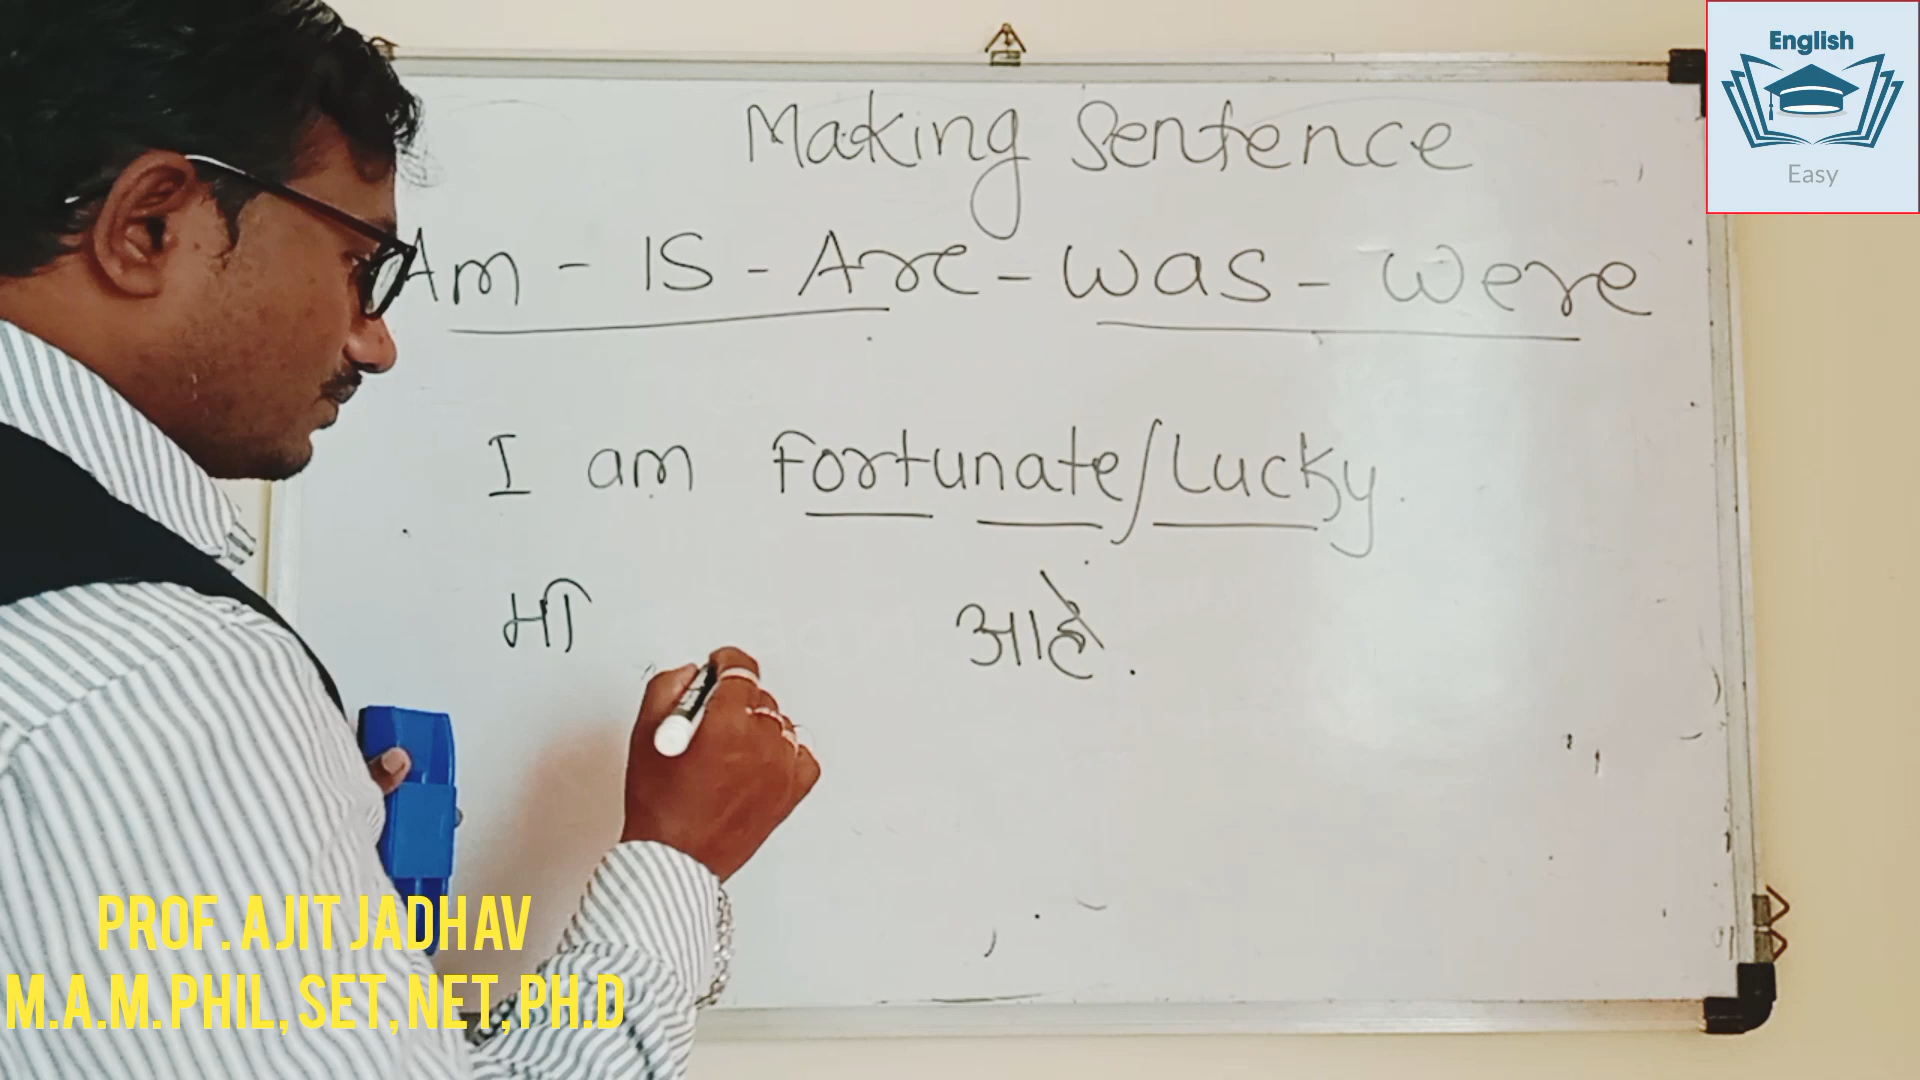 English
Easy
Making Sentence
Am - IS - Are - was - were
I am Fortunate/Lucky.
मी आहे.
PROF. AJIT JADHAV
M.A.M.PHIL, SET, NET, PH.D